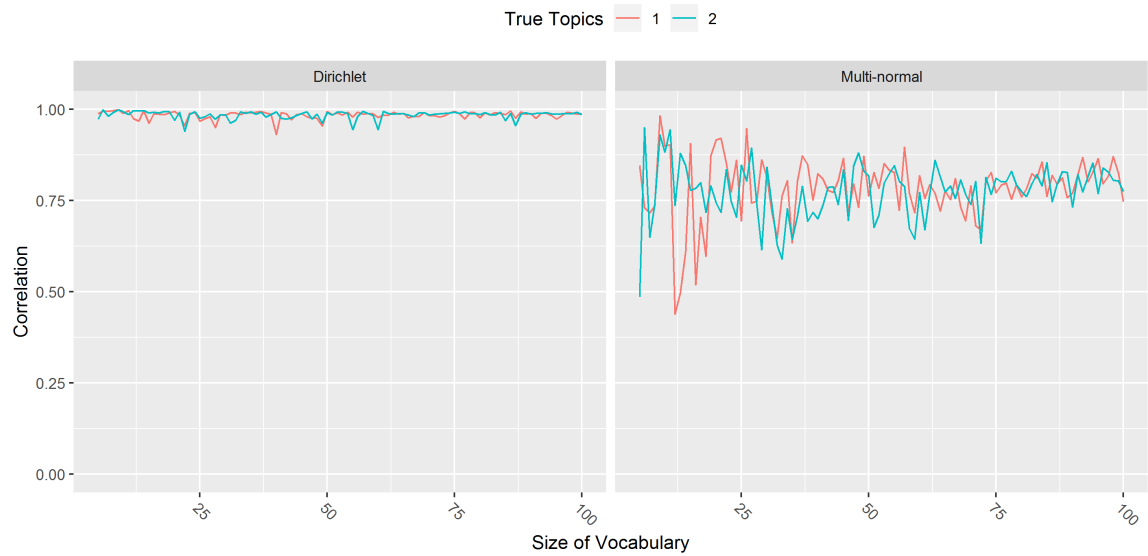 True Topics 1 2
Dirichlet Multi-normal
1.00
0.75
0.50
0.25
0.00
Correlation
25 50 75 100 25 50 75 100
Size of Vocabulary